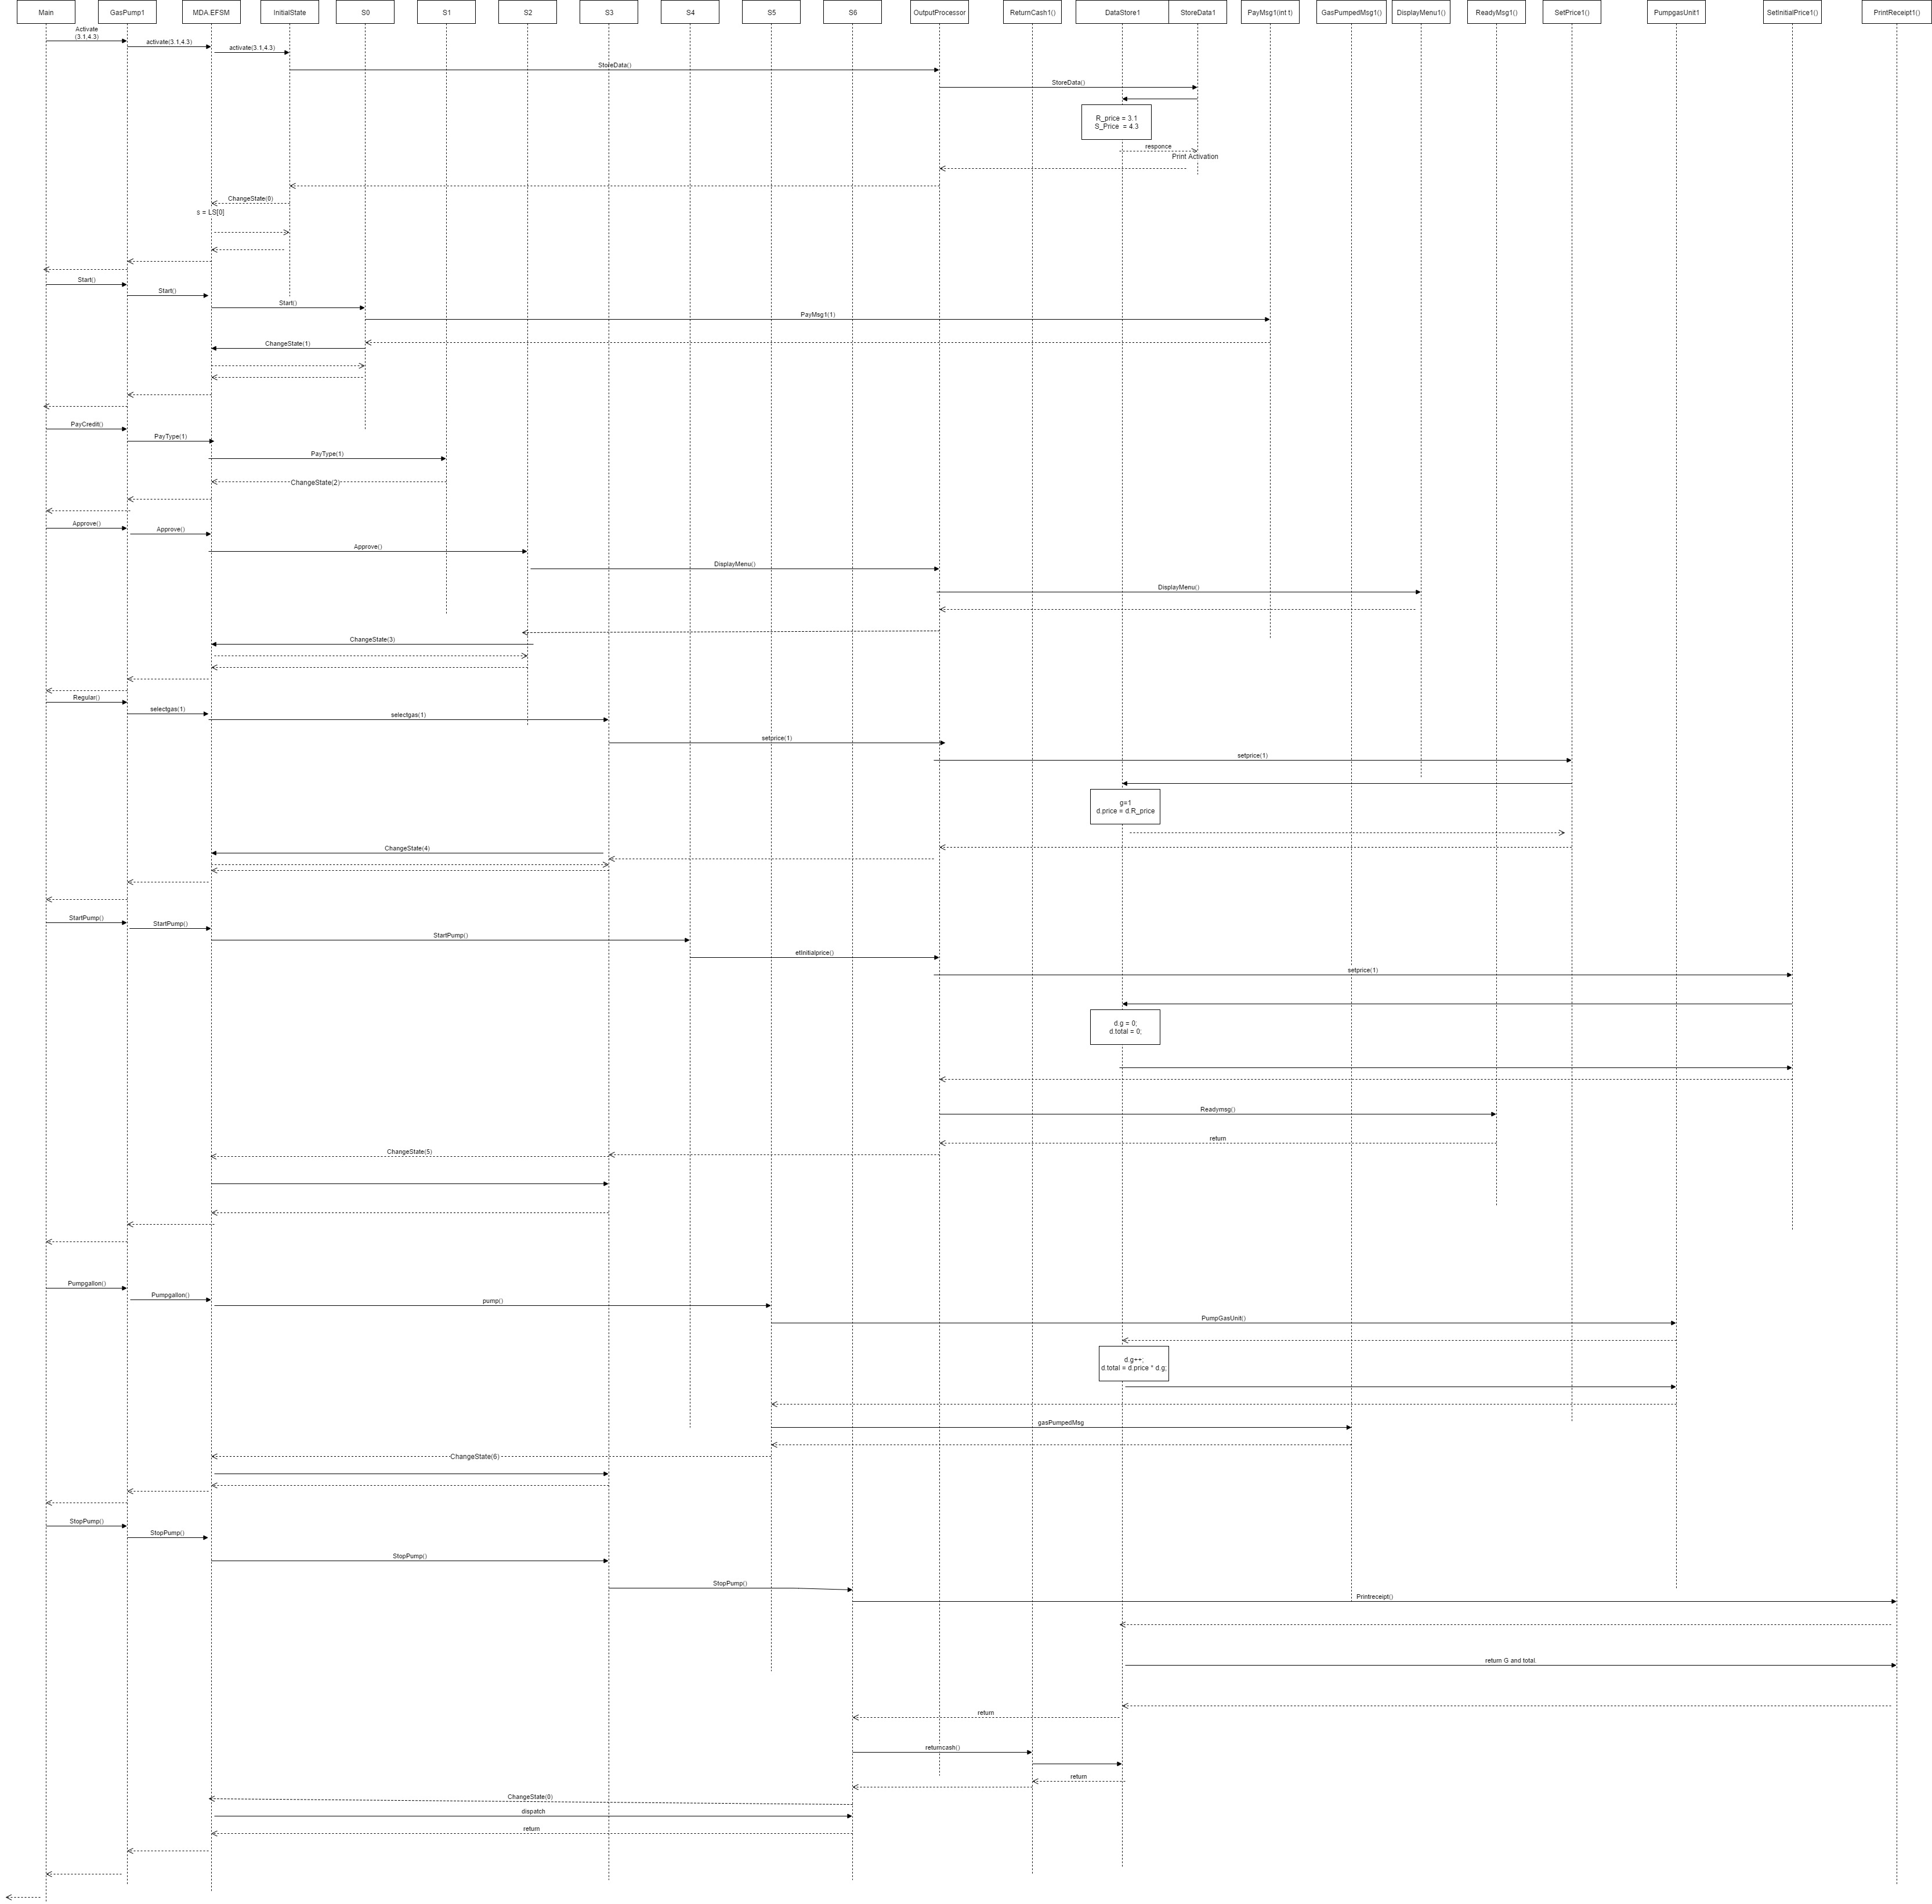 Main
GasPump1
MDA.EFSM
InitialState
S0
S1
S2
S3
S4
S5
S6
OutputProcessor
ReturnCash1()
DataStore1
StoreData1
PayMsg1(int t)
GasPumpedMsg1()
DisplayMenu1()
ReadyMsg1()
SetPrice1()
PumpgasUnit1
SetInitialPrice1()
PrintReceipt1()
Activate
(3.1,4.3)
activate(3.1,4.3)
activate(3.1,4.3)
StoreData()
StoreData()
R_price = 3.1
S_Price = 4.3
responce
Print Activation
ChangeState(0)
s = LS[0]
Start()
Start()
Start()
PayMsg1(1)
ChangeState(1)
PayCredit()
PayType(1)
PayType(1)
ChangeState(2)
Approve()
Approve()
Approve()
DisplayMenu()
DisplayMenu()
ChangeState(3)
Regular()
selectgas(1)
selectgas(1)
setprice(1)
setprice(1)
g=1
d.price = d.R_price
ChangeState(4)
StartPump()
StartPump()
StartPump()
etInitialprice()
setprice(1)
d.g = 0;
d.total = 0;
Readymsg()
return
ChangeState(5)
Pumpgallon()
Pumpgallon()
pump()
PumpGasUnit()
d.g++;
d.total = d.price * d.g;
gasPumpedMsg
ChangeState(6)
StopPump()
StopPump()
StopPump()
StopPump()
Printreceipt()
return G and total
return
returncash()
return
ChangeState(0)
dispatch
return